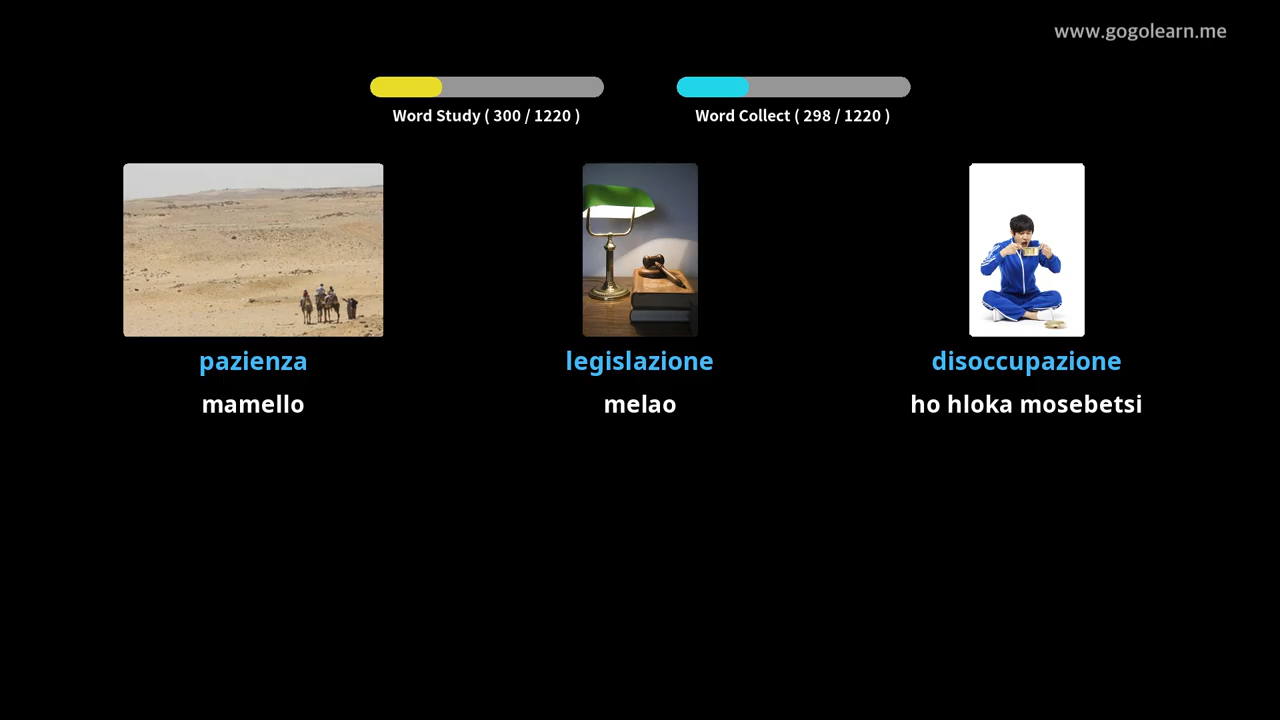 www.gogolearn.me
Word Study ( 300 / 1220 )
Word Collect ( 298 / 1220 )
pazienza
mamello
legislazione
melao
disoccupazione
ho hloka mosebetsi